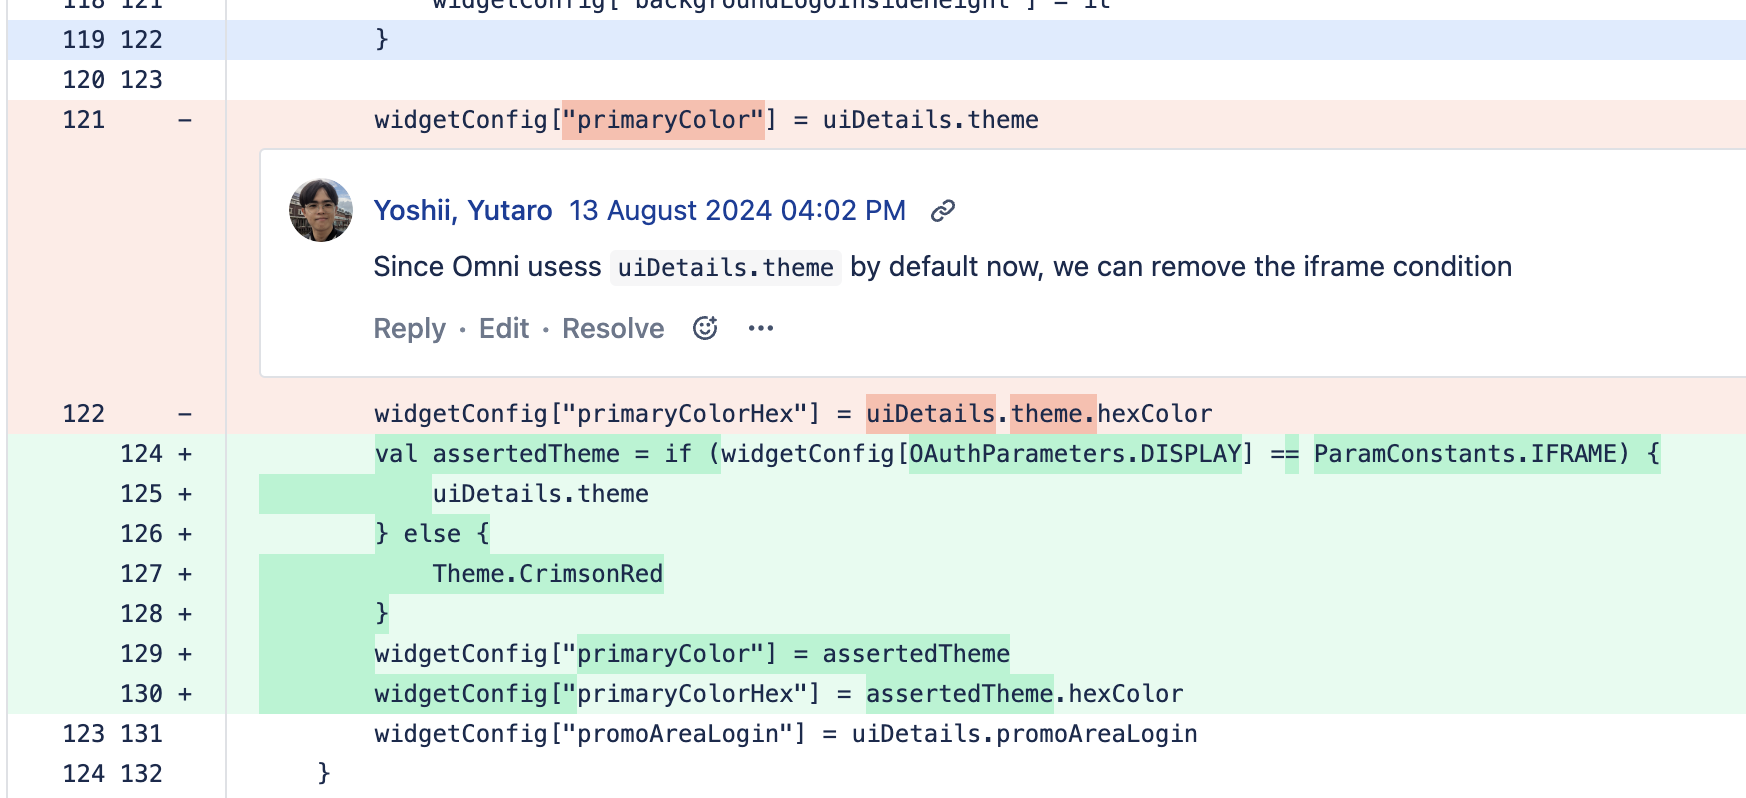 118 121 widgetConfig["backgroundLogoInsideHeight"] = it
119 122 }
120 123
121 - widgetConfig["primaryColor"] = uiDetails.theme
Yoshii, Yutaro 13 August 2024 04:02 PM
Since Omni usess uiDetails.theme by default now, we can remove the iframe condition
Reply · Edit · Resolve
122 - widgetConfig["primaryColorHex"] = uiDetails.theme.hexColor
124 + val assertedTheme = if (widgetConfig[OAuthParameters.DISPLAY] == ParamConstants.IFRAME) {
125 + uiDetails.theme
126 + } else {
127 + Theme.CrimsonRed
128 + }
129 + widgetConfig["primaryColor"] = assertedTheme
130 + widgetConfig["primaryColorHex"] = assertedTheme.hexColor
123 131 widgetConfig["promoAreaLogin"] = uiDetails.promoAreaLogin
124 132 }